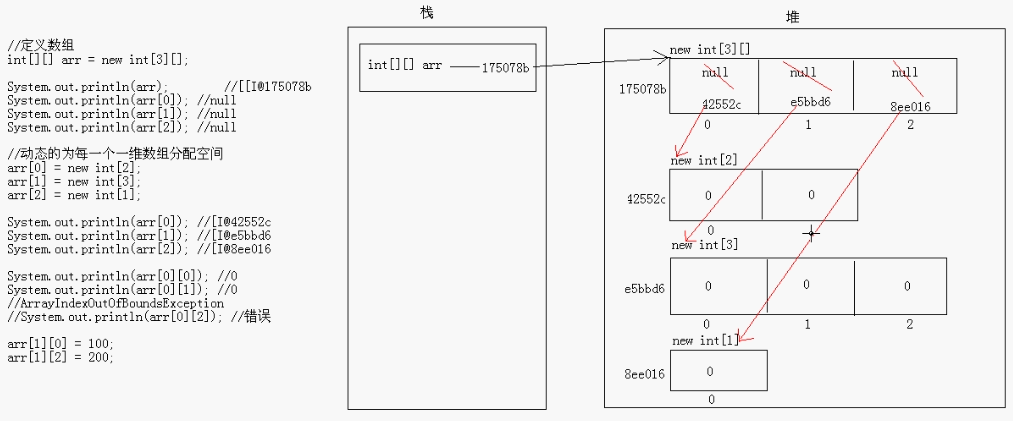 //定义数组
int[][] arr = new int[3][];
System.out.println(arr); //[[I@175078b
System.out.println(arr[0]); //null
System.out.println(arr[1]); //null
System.out.println(arr[2]); //null
//动态的为每一个一维数组分配空间
arr[0] = new int[2];
arr[1] = new int[3];
arr[2] = new int[1];
System.out.println(arr[0]); //[I@42552c
System.out.println(arr[1]); //[I@e5bbd6
System.out.println(arr[2]); //[I@8ee016
System.out.println(arr[0][0]); //0
System.out.println(arr[0][1]); //0
//ArrayIndexOutOfBoundsException
//System.out.println(arr[0][2]); //错误
arr[1][0] = 100;
arr[1][2] = 200;
栈
int[][] arr 175078b
堆
new int[3][]
null null null
175078b
42552c e5bbd6 8ee016
0 1 2
new int[2]
42552c 0 0
0
new int[3]
e5bbd6 0 0 0
0 1 2
new int[1]
8ee016 0
0